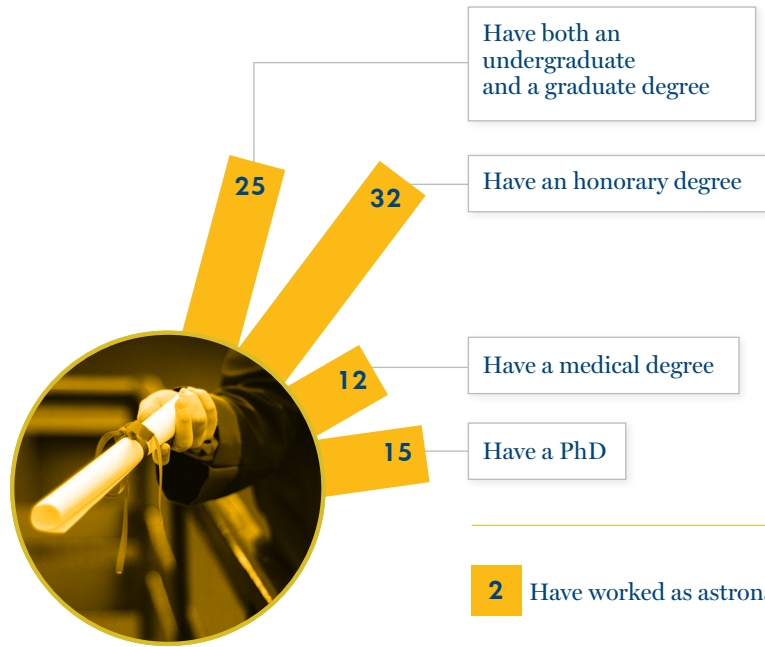 25
Have both an
undergraduate
and a graduate degree
32
Have an honorary degree
12
Have a medical degree
15
Have a PhD
2
Have worked as